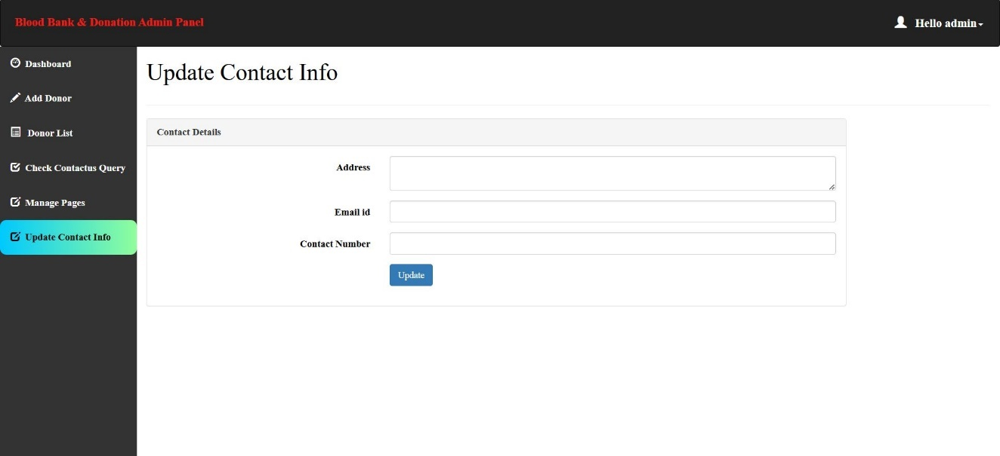 Blood Bank & Donation Admin Panel
Hello admin
Dashboard
Add Donor
Donor List
Check Contactus Query
Manage Pages
Update Contact Info
Update Contact Info
Contact Details
Address
Email id
Contact Number
Update